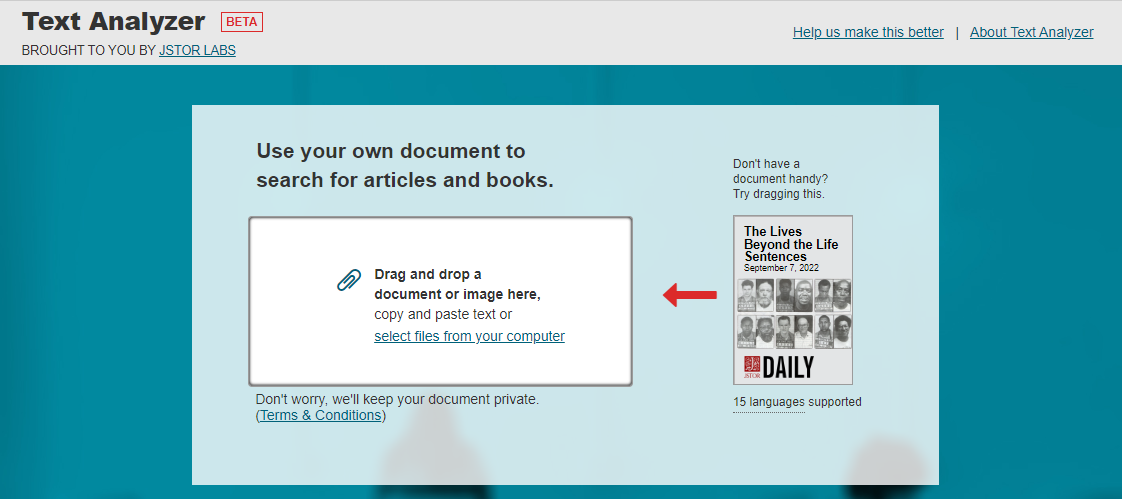 Text Analyzer BETA
BROUGHT TO YOU BY JSTOR LABS
Help us make this better | About Text Analyzer
Use your own document to
search for articles and books.
Drag and drop a
document or image here,
copy and paste text or
select files from your computer
Don't worry, we'll keep your document private.
(Terms & Conditions)
Don't have a
document handy?
Try dragging this.
The Lives
Beyond the Life
Sentences
September 7, 2022
JSTOR DAILY
15 languages supported